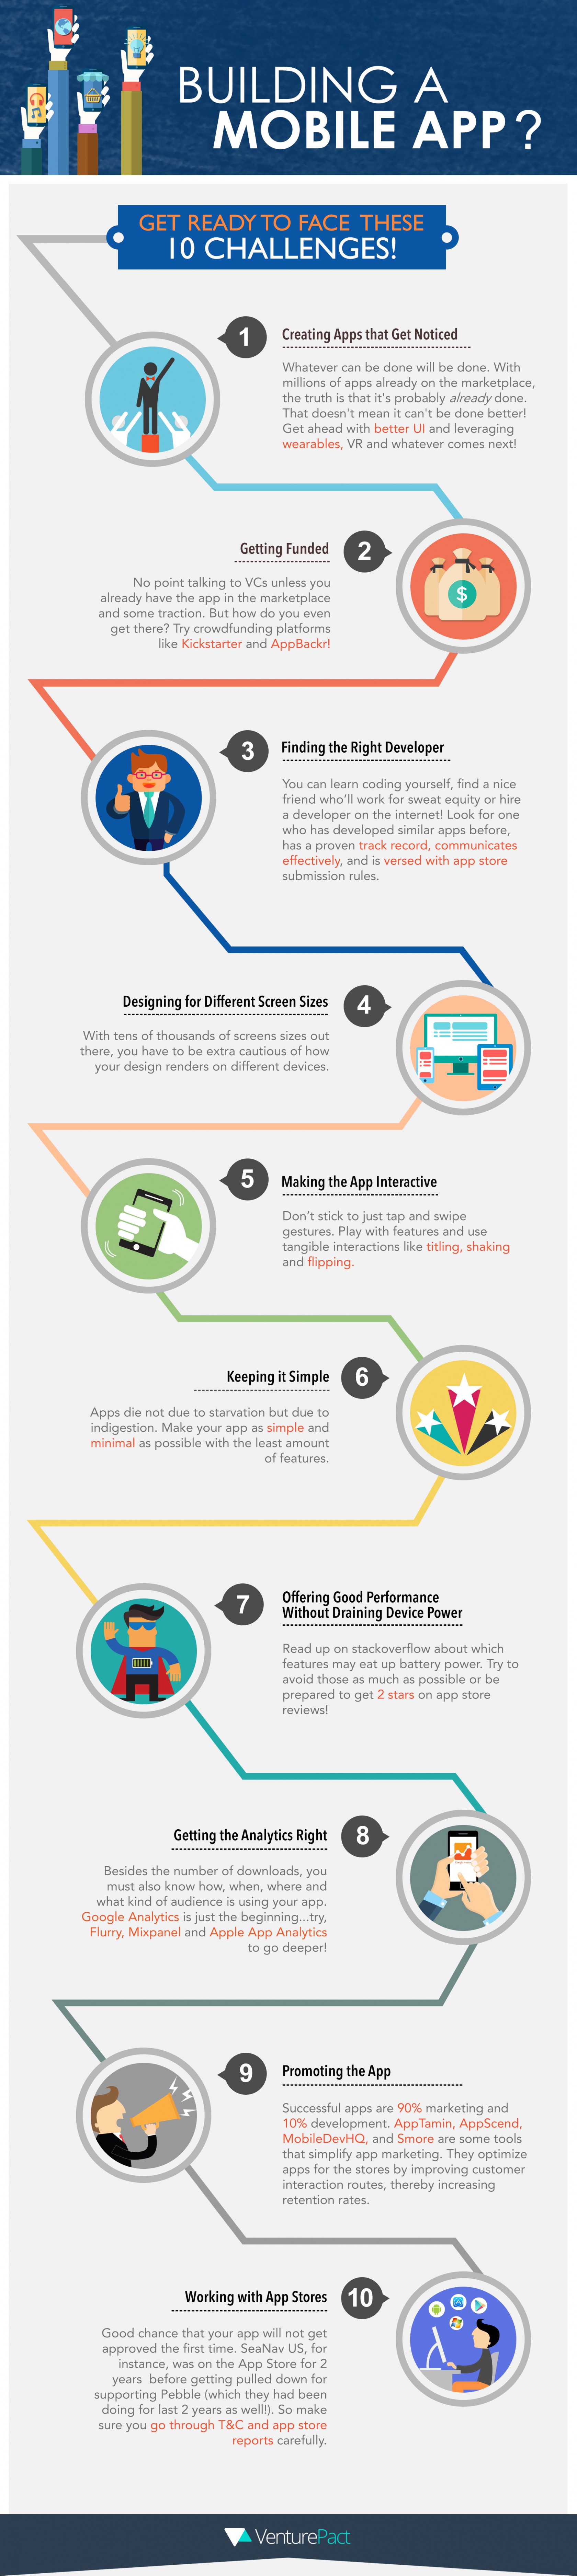 BUILDING A
MOBILE APP?
GET READY TO FACE THESE
10 CHALLENGES!
1
Creating Apps that Get Noticed
Whatever can be done will be done. With
millions of apps already on the marketplace,
the truth is that it's probably already done.
That doesn't mean it can't be done better!
Get ahead with better UI and leveraging
wearables, VR and whatever comes next!
Getting Funded
2
No point talking to VCs unless you
already have the app in the marketplace
and some traction. But how do you even
get there? Try crowdfunding platforms
like Kickstarter and AppBackr!
$
3
Finding the Right Developer
You can learn coding yourself, find a nice
friend who'll work for sweat equity or hire
a developer on the internet! Look for one
who has developed similar apps before,
has a proven track record, communicates
effectively, and is versed with app store
submission rules.
Designing for Different Screen Sizes
4
With tens of thousands of screens sizes out
there, you have to be extra cautious of how
your design renders on different devices.
5
Making the App Interactive
Don't stick to just tap and swipe
gestures. Play with features and use
tangible interactions like titling, shaking
and flipping.
Keeping it Simple
6
Apps die not due to starvation but due to
indigestion. Make your app as simple and
minimal as possible with the least amount
of features.
7
Offering Good Performance
Without Draining Device Power
Read up on stackoverflow about which
features may eat up battery power. Try to
avoid those as much as possible or be
prepared to get 2 stars on app store
reviews!
Getting the Analytics Right
8
Besides the number of downloads, you
must also know how, when, where and
what kind of audience is using your app.
Google Analytics is just the beginning...try,
Flurry, Mixpanel and Apple App Analytics
to go deeper!
9
Promoting the App
Successful apps are 90% marketing and
10% development. AppTamin, AppScend,
MobileDevHQ, and Smore are some tools
that simplify app marketing. They optimize
apps for the stores by improving customer
interaction routes, thereby increasing
retention rates.
Working with App Stores
10
Good chance that your app will not get
approved the first time. SeaNav US, for
instance, was on the App Store for 2
years before getting pulled down for
supporting Pebble (which they had been
doing for last 2 years as well!). So make
sure you go through T&C and app store
reports carefully.
VenturePact